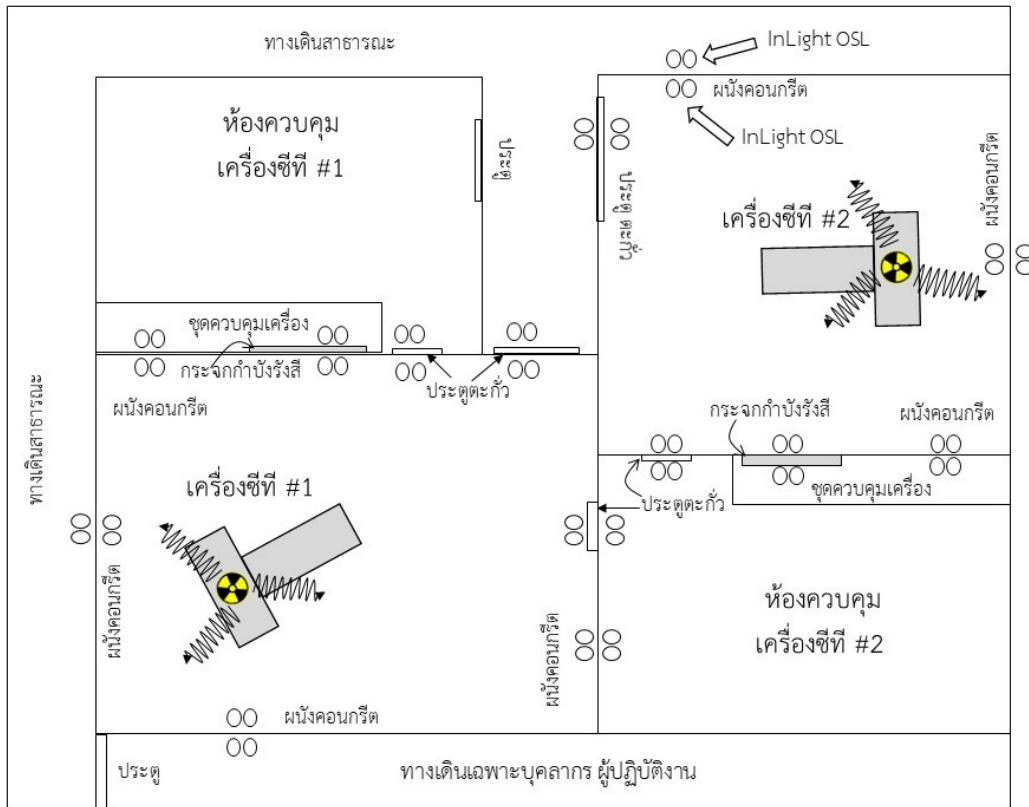 ทางเดินสาธารณะ
InLight OSL
ผนังคอนกรีต
InLight OSL
ห้องควบคุม
เครื่องซีที #1
ประตู
ประตู ตะกั่ว
ผนังคอนกรีต
เครื่องซีที #2
ชุดควบคุมเครื่อง
กระจกกำบังรังสี
ประตูตะกั่ว
ผนังคอนกรีต
กระจกกำบังรังสี
ผนังคอนกรีต
ทางเดินสาธารณะ
เครื่องซีที #1
ประตูตะกั่ว
ชุดควบคุมเครื่อง
ผนังคอนกรีต
ผนังคอนกรีต
ห้องควบคุม
เครื่องซีที #2
ผนังคอนกรีต
ประตู
ทางเดินเฉพาะบุคลากร ผู้ปฏิบัติงาน